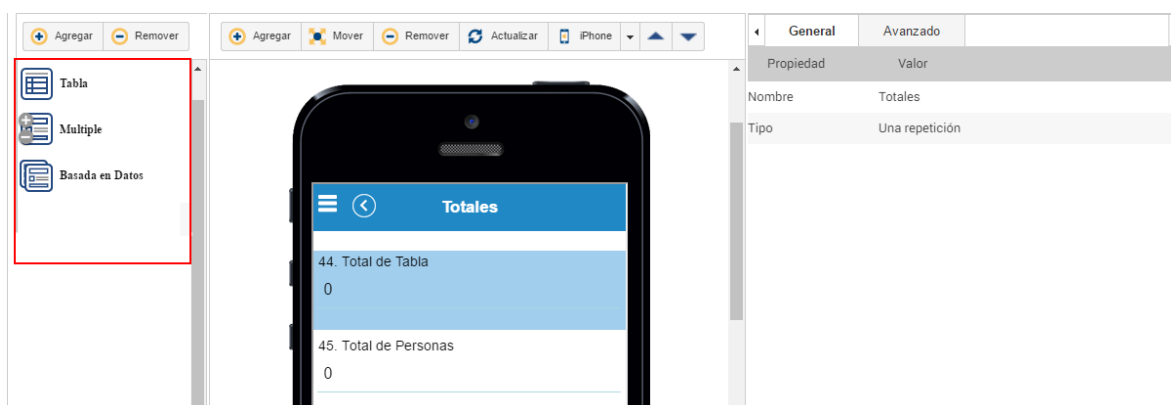 Agregar Remover
Agregar Mover Remover Actualizar iPhone
General Avanzado
Propiedad Valor
Nombre Totales
Tipo Una repetición
Tabla
Multiple
Basada en Datos
Totales
44. Total de Tabla
0
45. Total de Personas
0